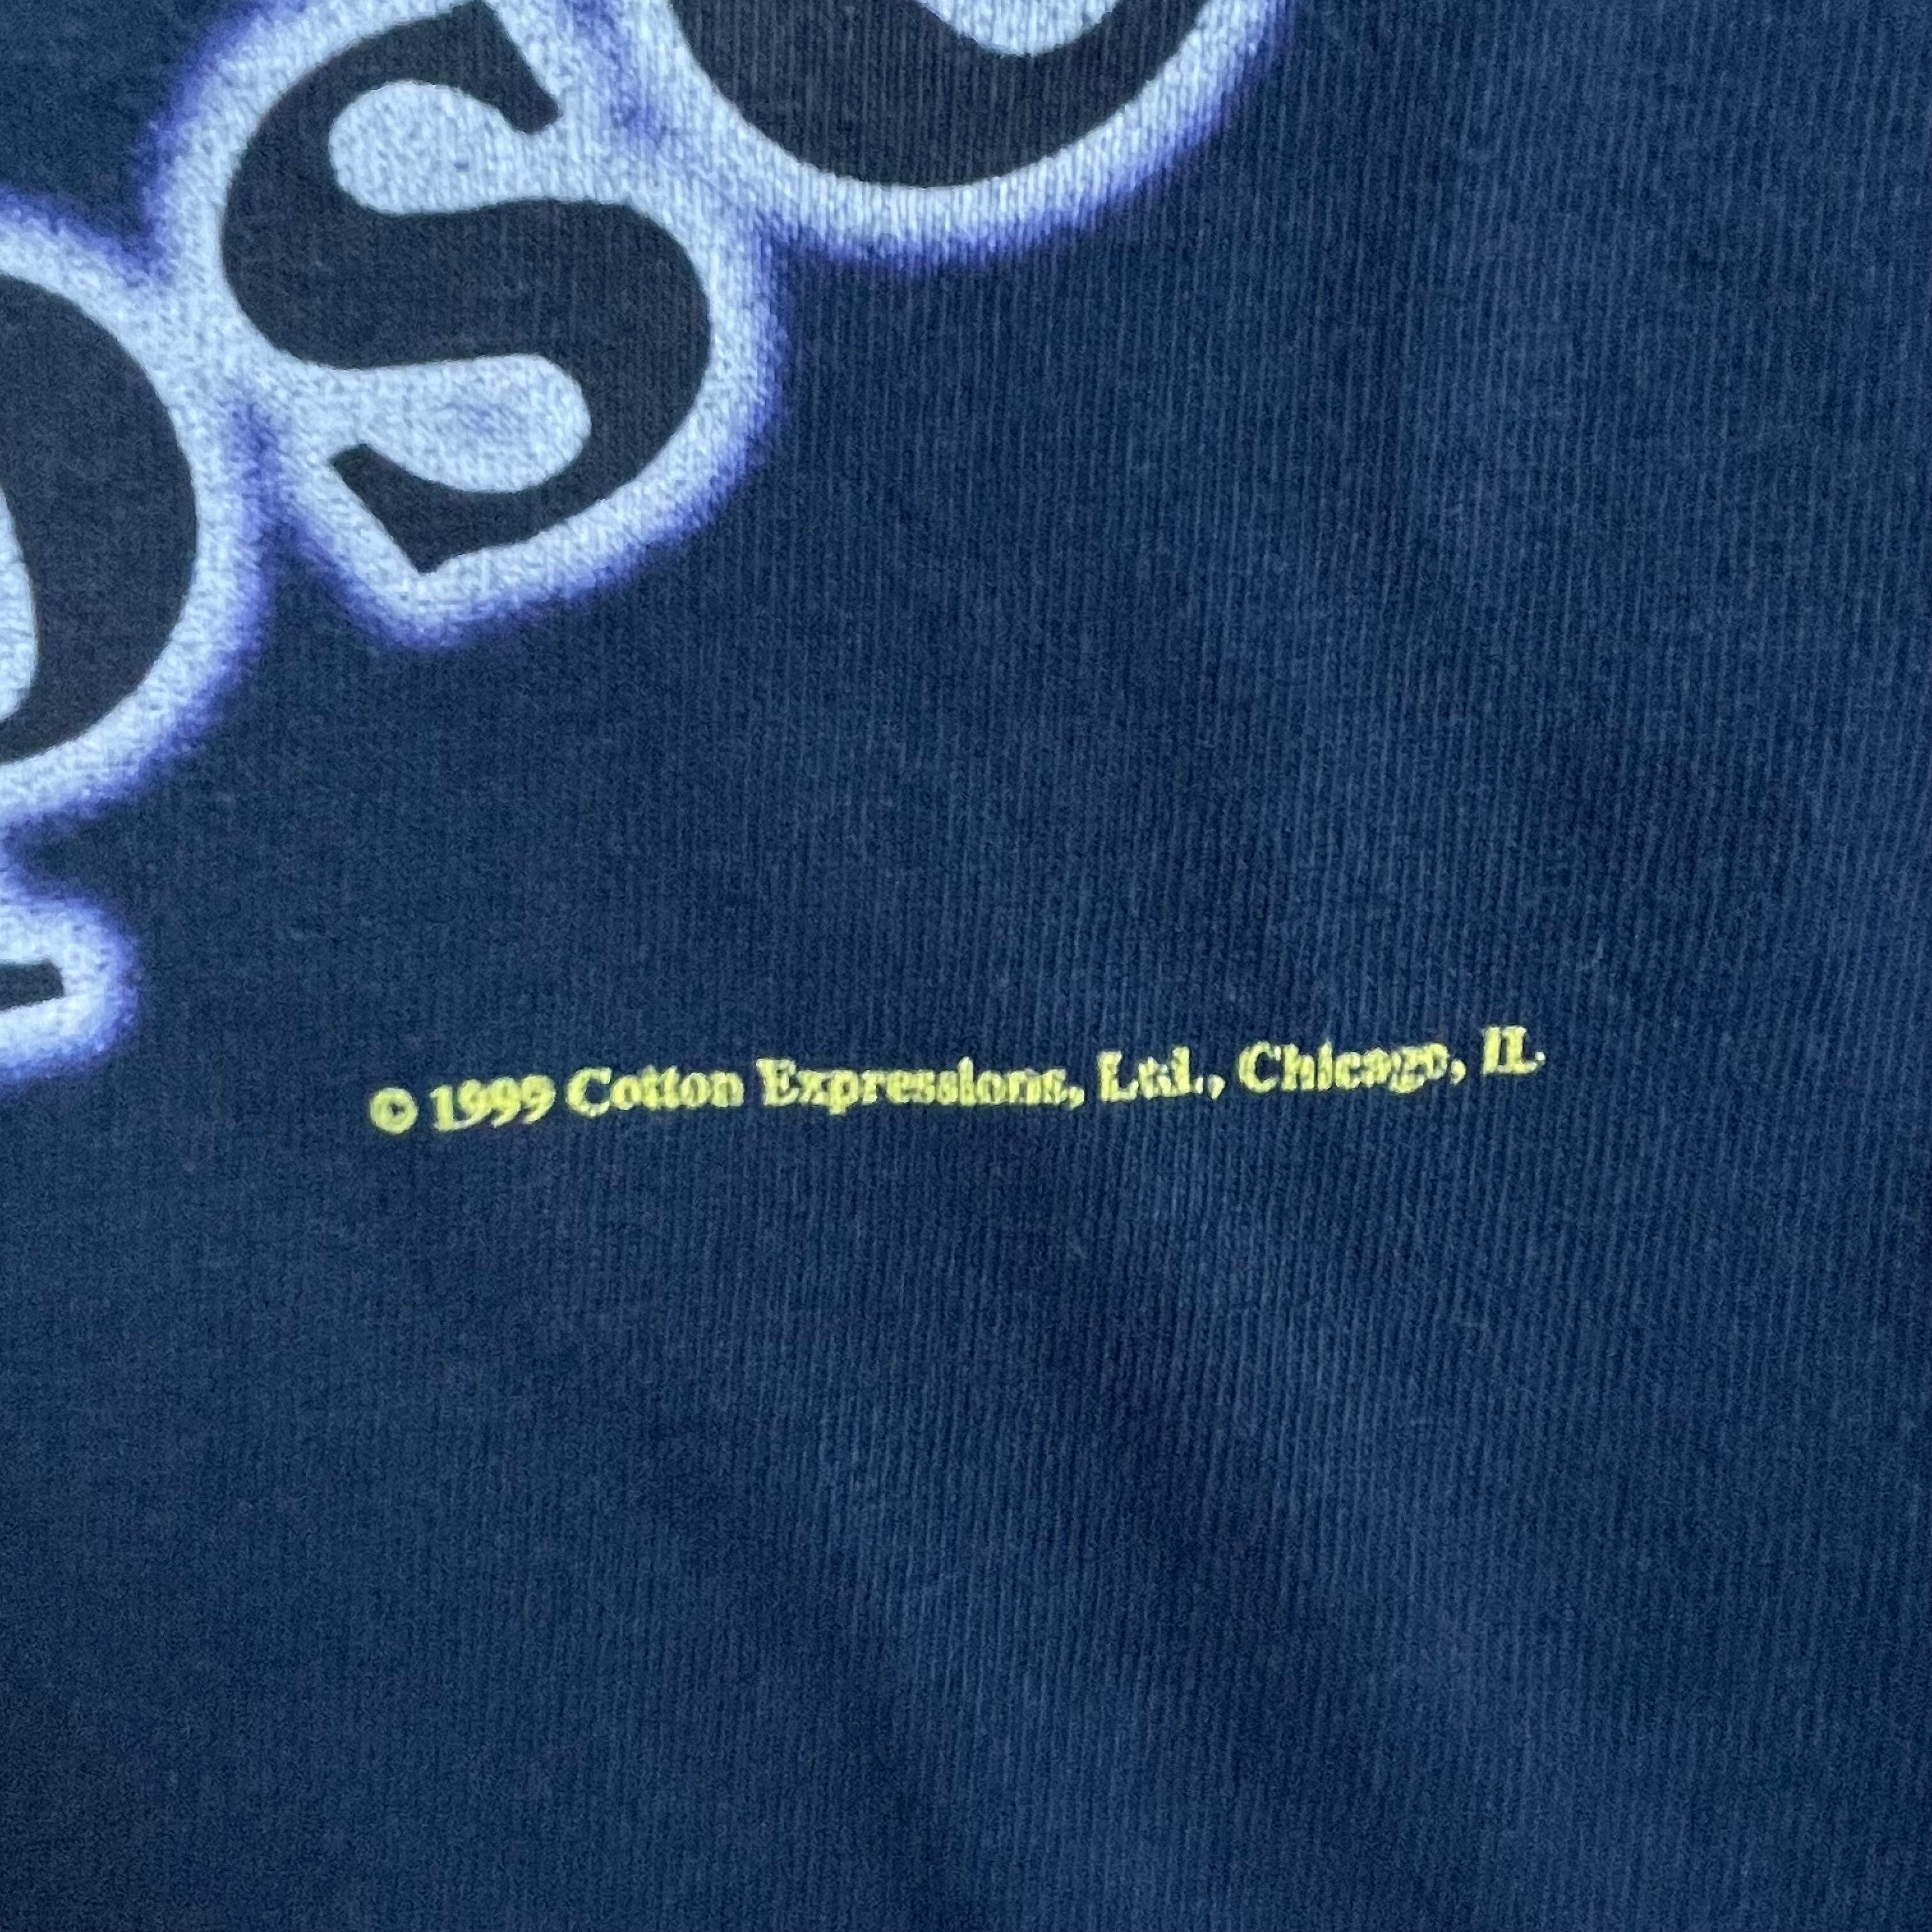 S
© 1999 Cotton Expressions, Ltd., Chicago, IL